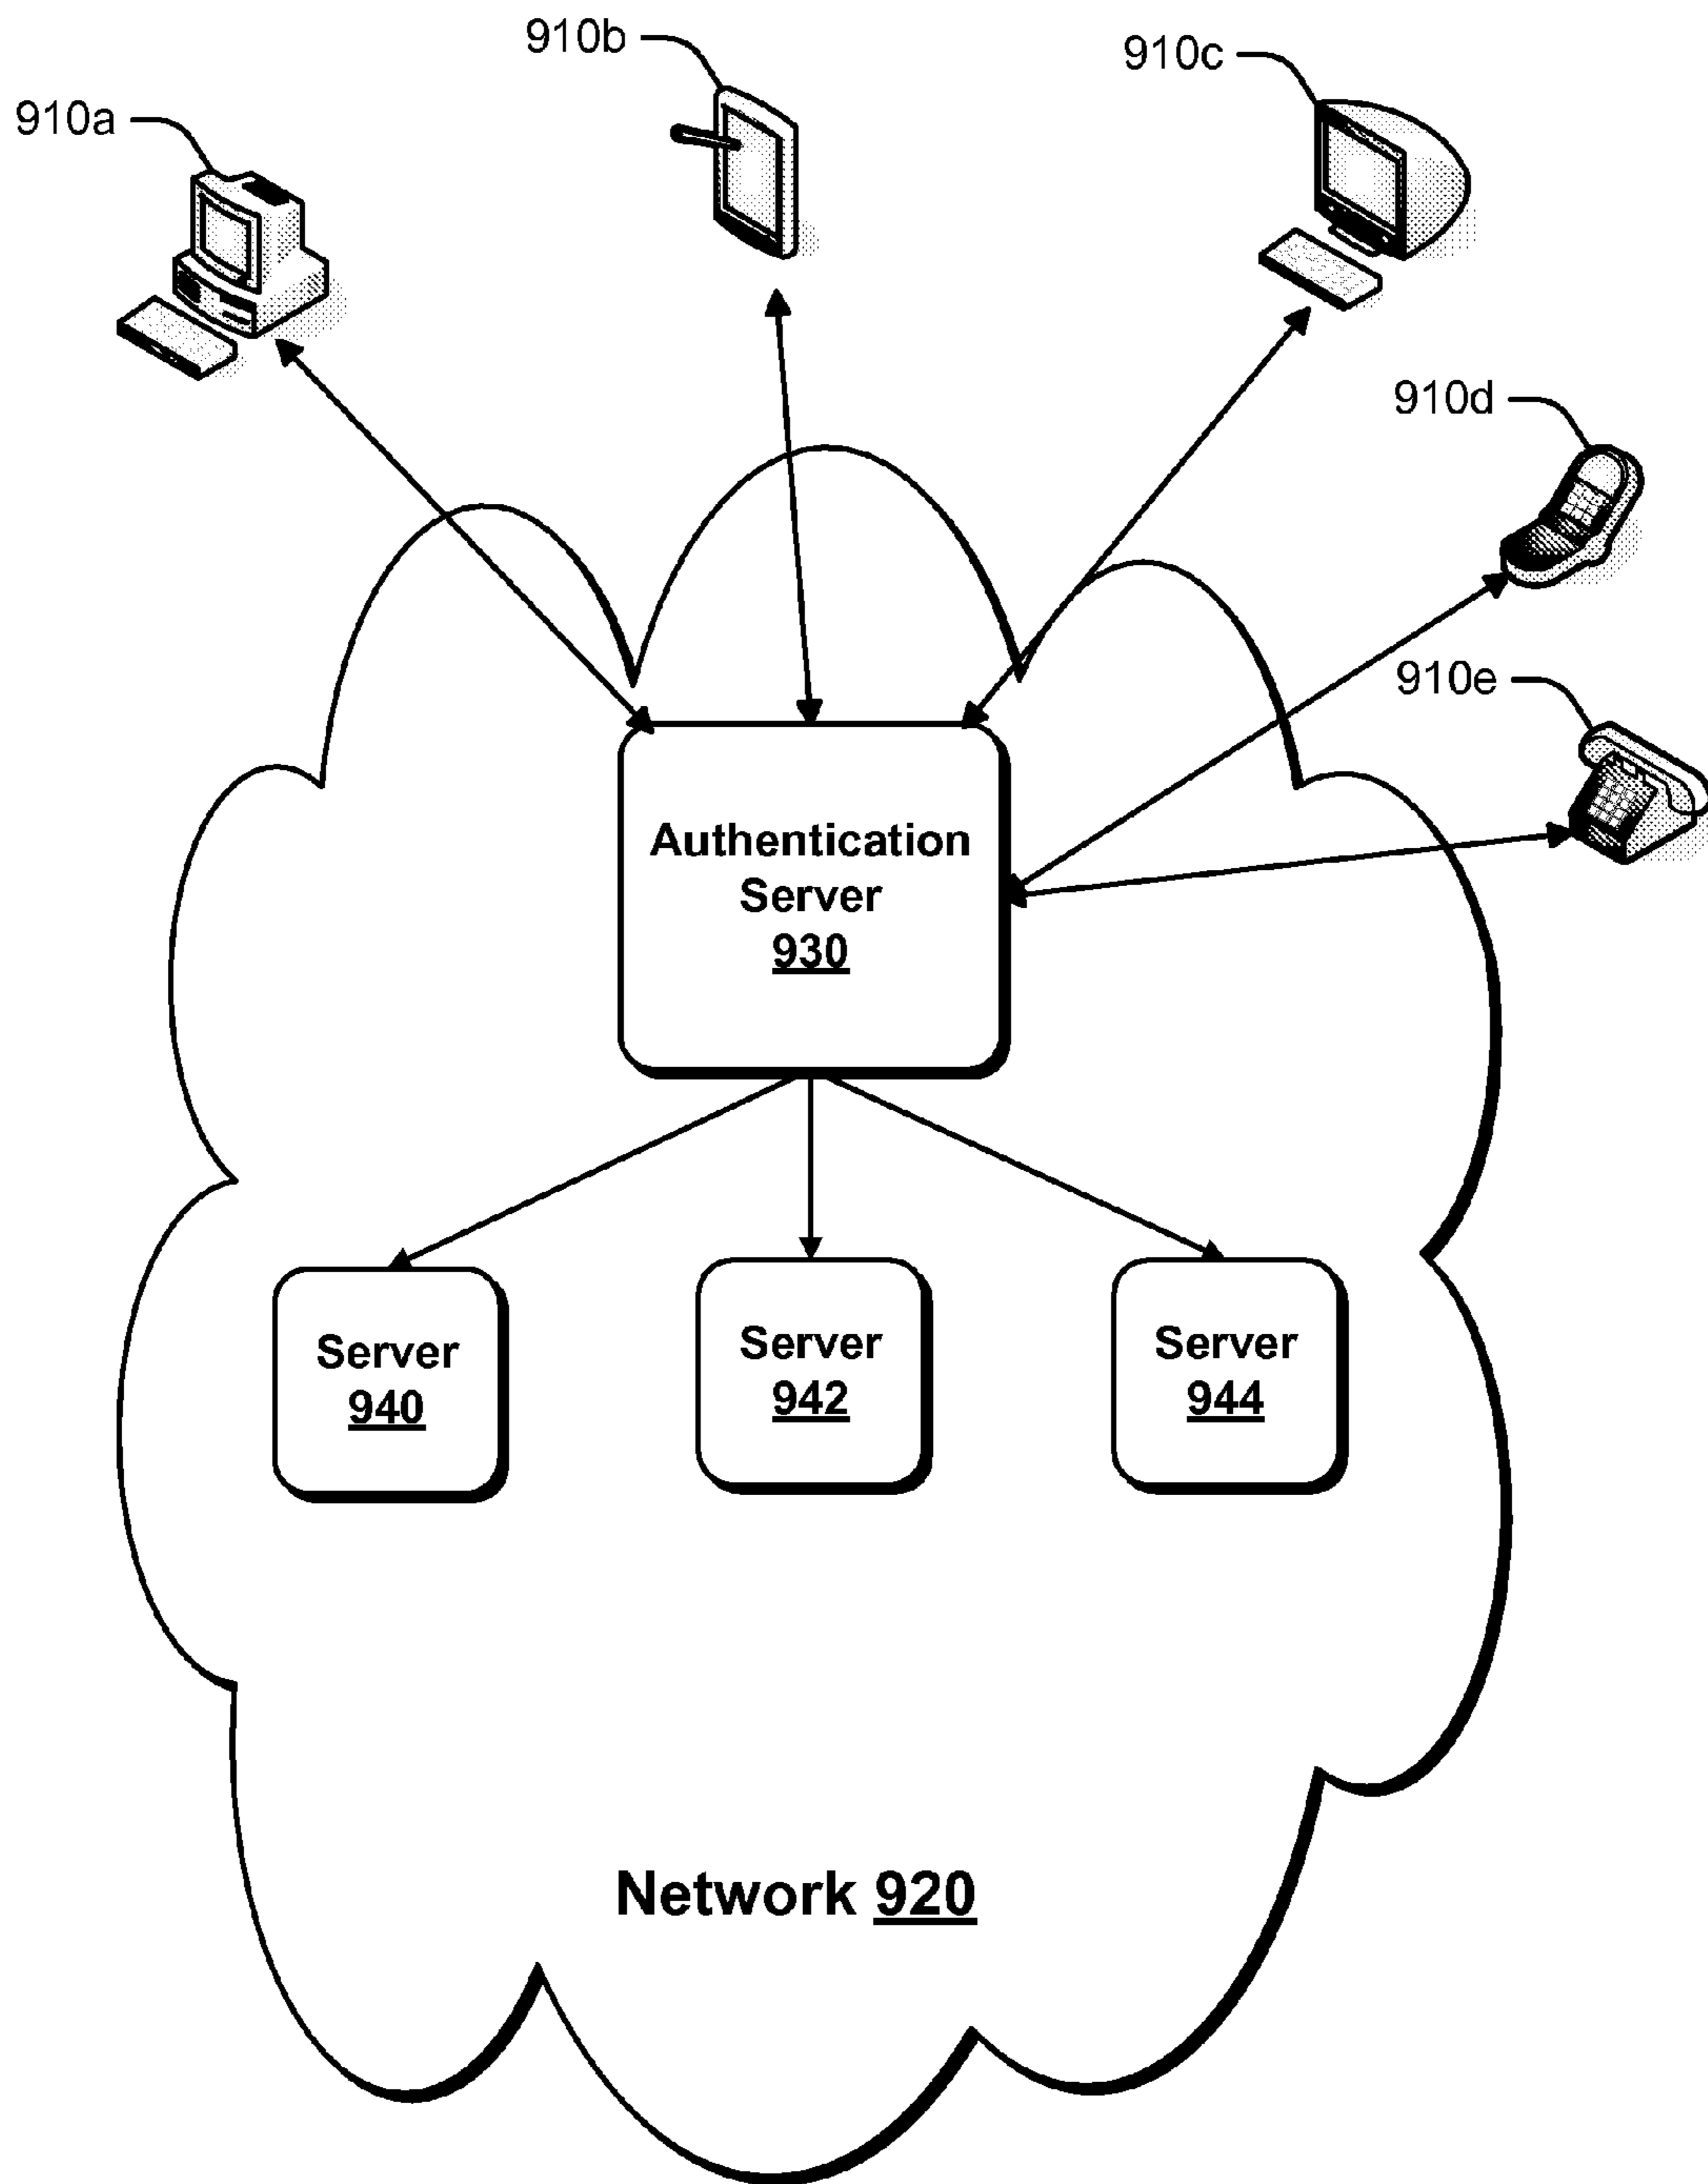 910b
910c
910a
910d
910e
Authentication
Server
930
Server
940
Server
942
Server
944
Network 920